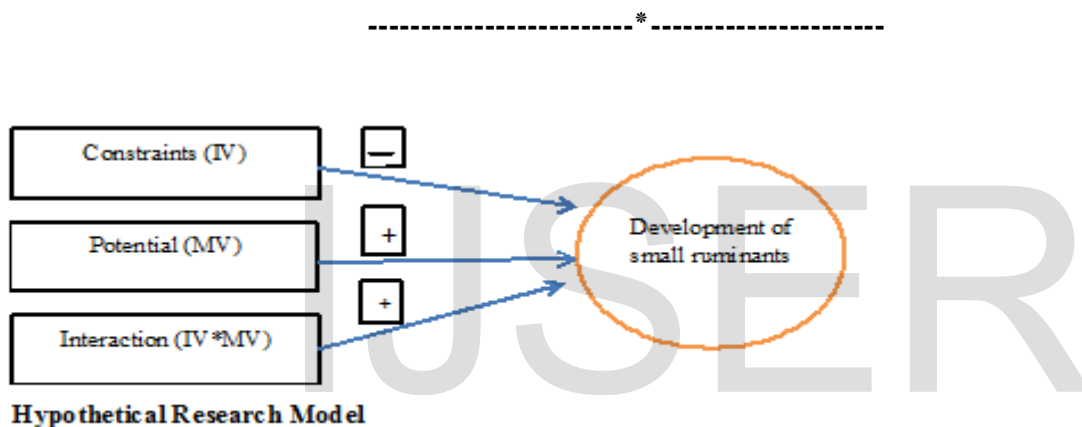 -------------------------*----------------------
Constraints (IV)
—
Potential (MV)
+
Development of
small ruminants
+
Interaction (IV*MV)
IJSER
Hypothetical Research Model